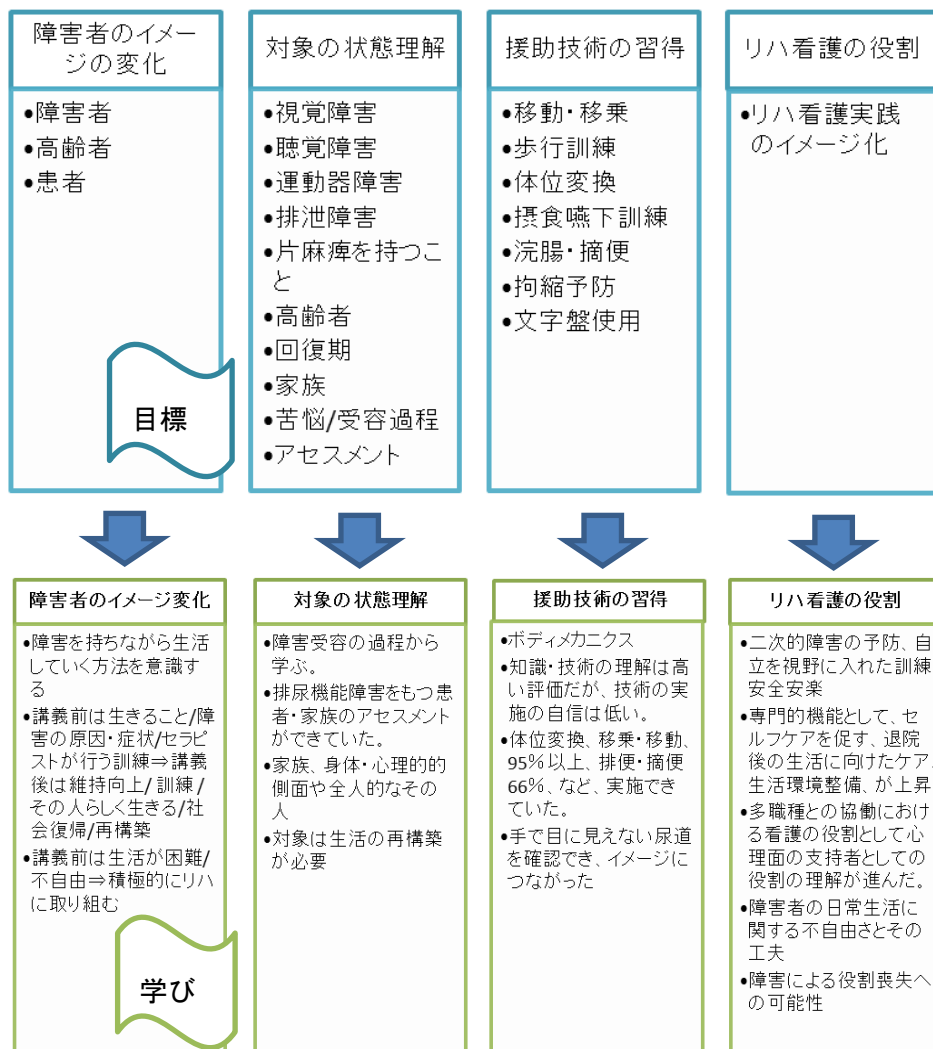 障害者のイメー
ジの変化
•障害者
•高齢者
•患者
目標
対象の状態理解
•視覚障害
•聴覚障害
•運動器障害
•排泄障害
•片麻痺を持つこ
と
•高齢者
•回復期
•家族
•苦悩/受容過程
•アセスメント
援助技術の習得
•移動・移乗
•歩行訓練
•体位変換
•摂食嚥下訓練
•浣腸・摘便
•拘縮予防
•文字盤使用
リハ看護の役割
•リハ看護実践
のイメージ化
障害者のイメージ変化
•障害を持ちながら生活
していく方法を意識す
る
•講義前は生きること/障
害の原因・症状/セラピ
ストが行う訓練⇒講義
後は維持向上/訓練/
その人らしく生きる/社
会復帰/再構築
•講義前は生活が困難/
不自由⇒積極的にリハ
に取り組む
学び
対象の状態理解
•障害受容の過程から
学ぶ。
•排尿機能障害をもつ患
者・家族のアセスメント
ができていた。
•家族、身体・心理的的
側面や全人的なその
人
•対象は生活の再構築
が必要
援助技術の習得
•ボディメカニクス
•知識・技術の理解は高
い評価だが、技術の実
施の自信は低い。
•体位変換、移乗・移動、
95%以上、排便・摘便
66%、など、実施でき
ていた。
•手で目に見えない尿道
を確認でき、イメージに
つながった
リハ看護の役割
•二次的障害の予防、自
立を視野に入れた訓練
安全安楽
•専門的機能として、セ
ルフケアを促す、退院
後の生活に向けたケア
生活環境整備、が上昇
•多職種との協働におけ
る看護の役割として心
理面の支持者としての
役割の理解が進んだ。
•障害者の日常生活に
関する不自由さとその
工夫
•障害による役割喪失へ
の可能性